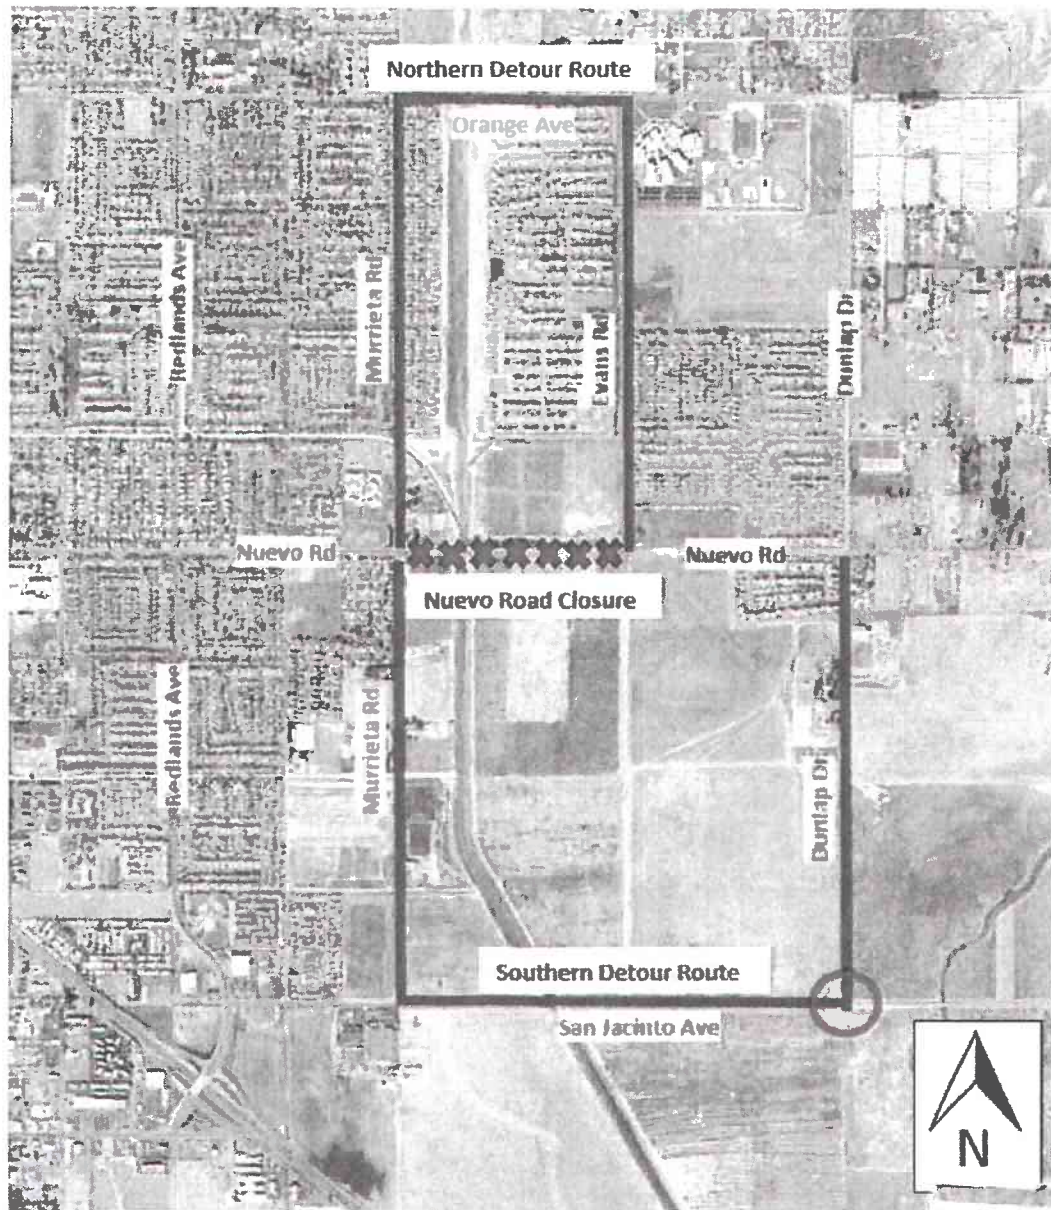 Northern Detour Route
Orange Ave
Redlands Ave
Murrieta Rd
Evans Rd
Dunlap Dr
Nuevo Rd
Nuevo Rd
Nuevo Road Closure
Redlands Ave
Murrieta Rd
Dunlap Dr
Southern Detour Route
San Jacinto Ave
N